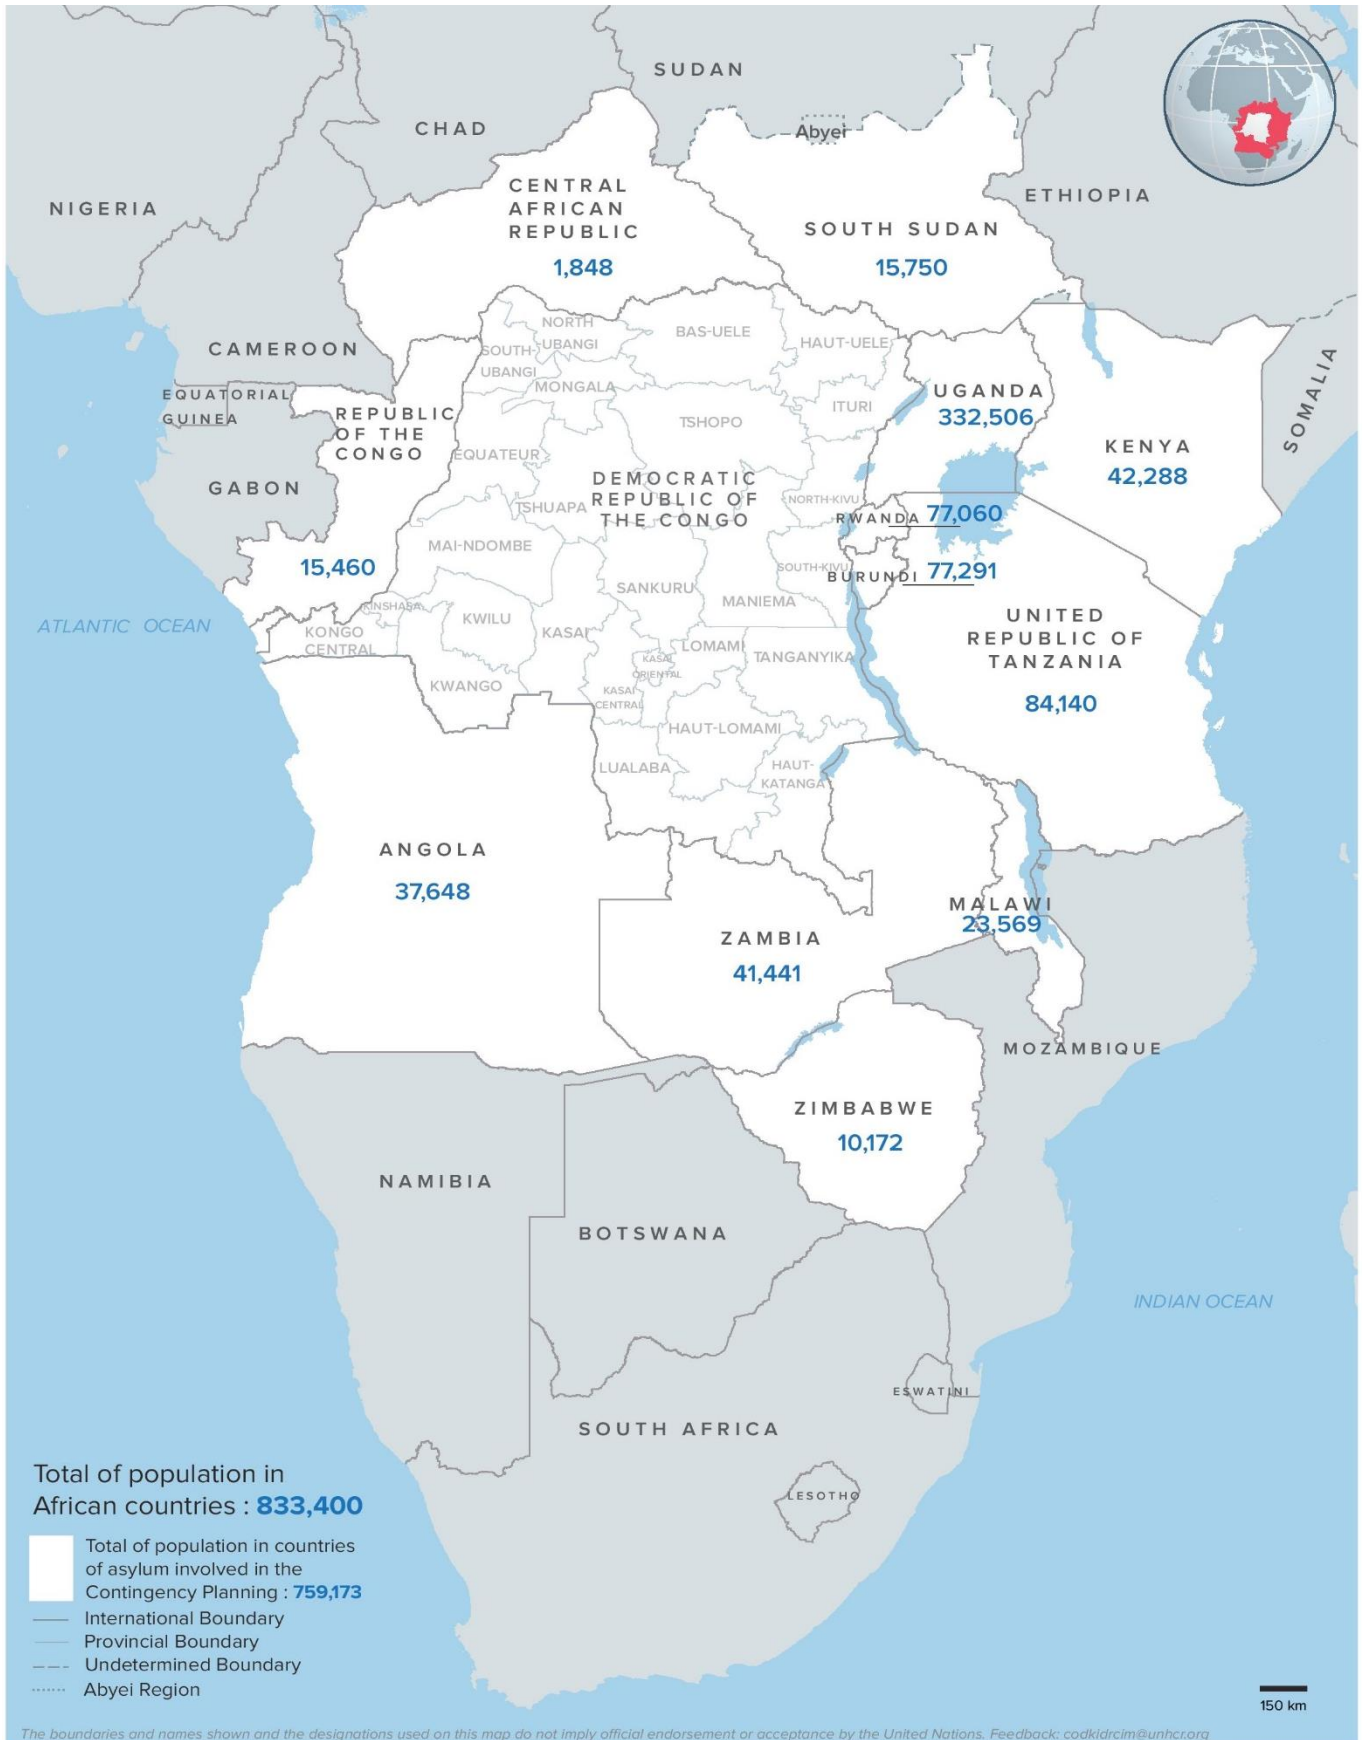 SUDAN
CHAD
Abyei
NIGERIA
CENTRAL
AFRICAN
REPUBLIC
1,848
ETHIOPIA
SOUTH SUDAN
15,750
CAMEROON
NORTH
UBANGI
SOUTH-
UBANGI
BAS-UELE
HAUT-UELE
MONGALA
EQUATORIAL
GUINEA
REPUBLIC
OF THE
CONGO
15,460
ITURI
UGANDA
332,506
SOMALIA
TSHOPO
KENYA
42,288
EQUATEUR
GABON
DEMOCRATIC
REPUBLIC OF
THE CONGO
TSHUAPA
NORTH-KIVU
RWANDA 77,060
MAI-NDOMBE
SOUTH-KIVU
BURUNDI 77,291
SANKURU
MANIEMA
KINSHASA
KWILU
KASAI
KONGO
CENTRAL
ATLANTIC OCEAN
UNITED
REPUBLIC OF
TANZANIA
84,140
LOMAMI
TANGANYIKA
KASAI
ORIENTAL
KWANGO
KASAI
CENTRAL
HAUT-LOMAMI
LUALABA
HAUT-
KATANGA
ANGOLA
37,648
MALAWI
23,569
ZAMBIA
41,441
MOZAMBIQUE
ZIMBABWE
10,172
NAMIBIA
BOTSWANA
INDIAN OCEAN
ESWATINI
SOUTH AFRICA
LESOTHO
Total of population in
African countries : 833,400
Total of population in countries
of asylum involved in the
Contingency Planning : 759,173
International Boundary
Provincial Boundary
Undetermined Boundary
Abyei Region
150 km
The boundaries and names shown and the designations used on this map do not imply official endorsement or acceptance by the United Nations. Feedback: codkidrcim@unhcr.org